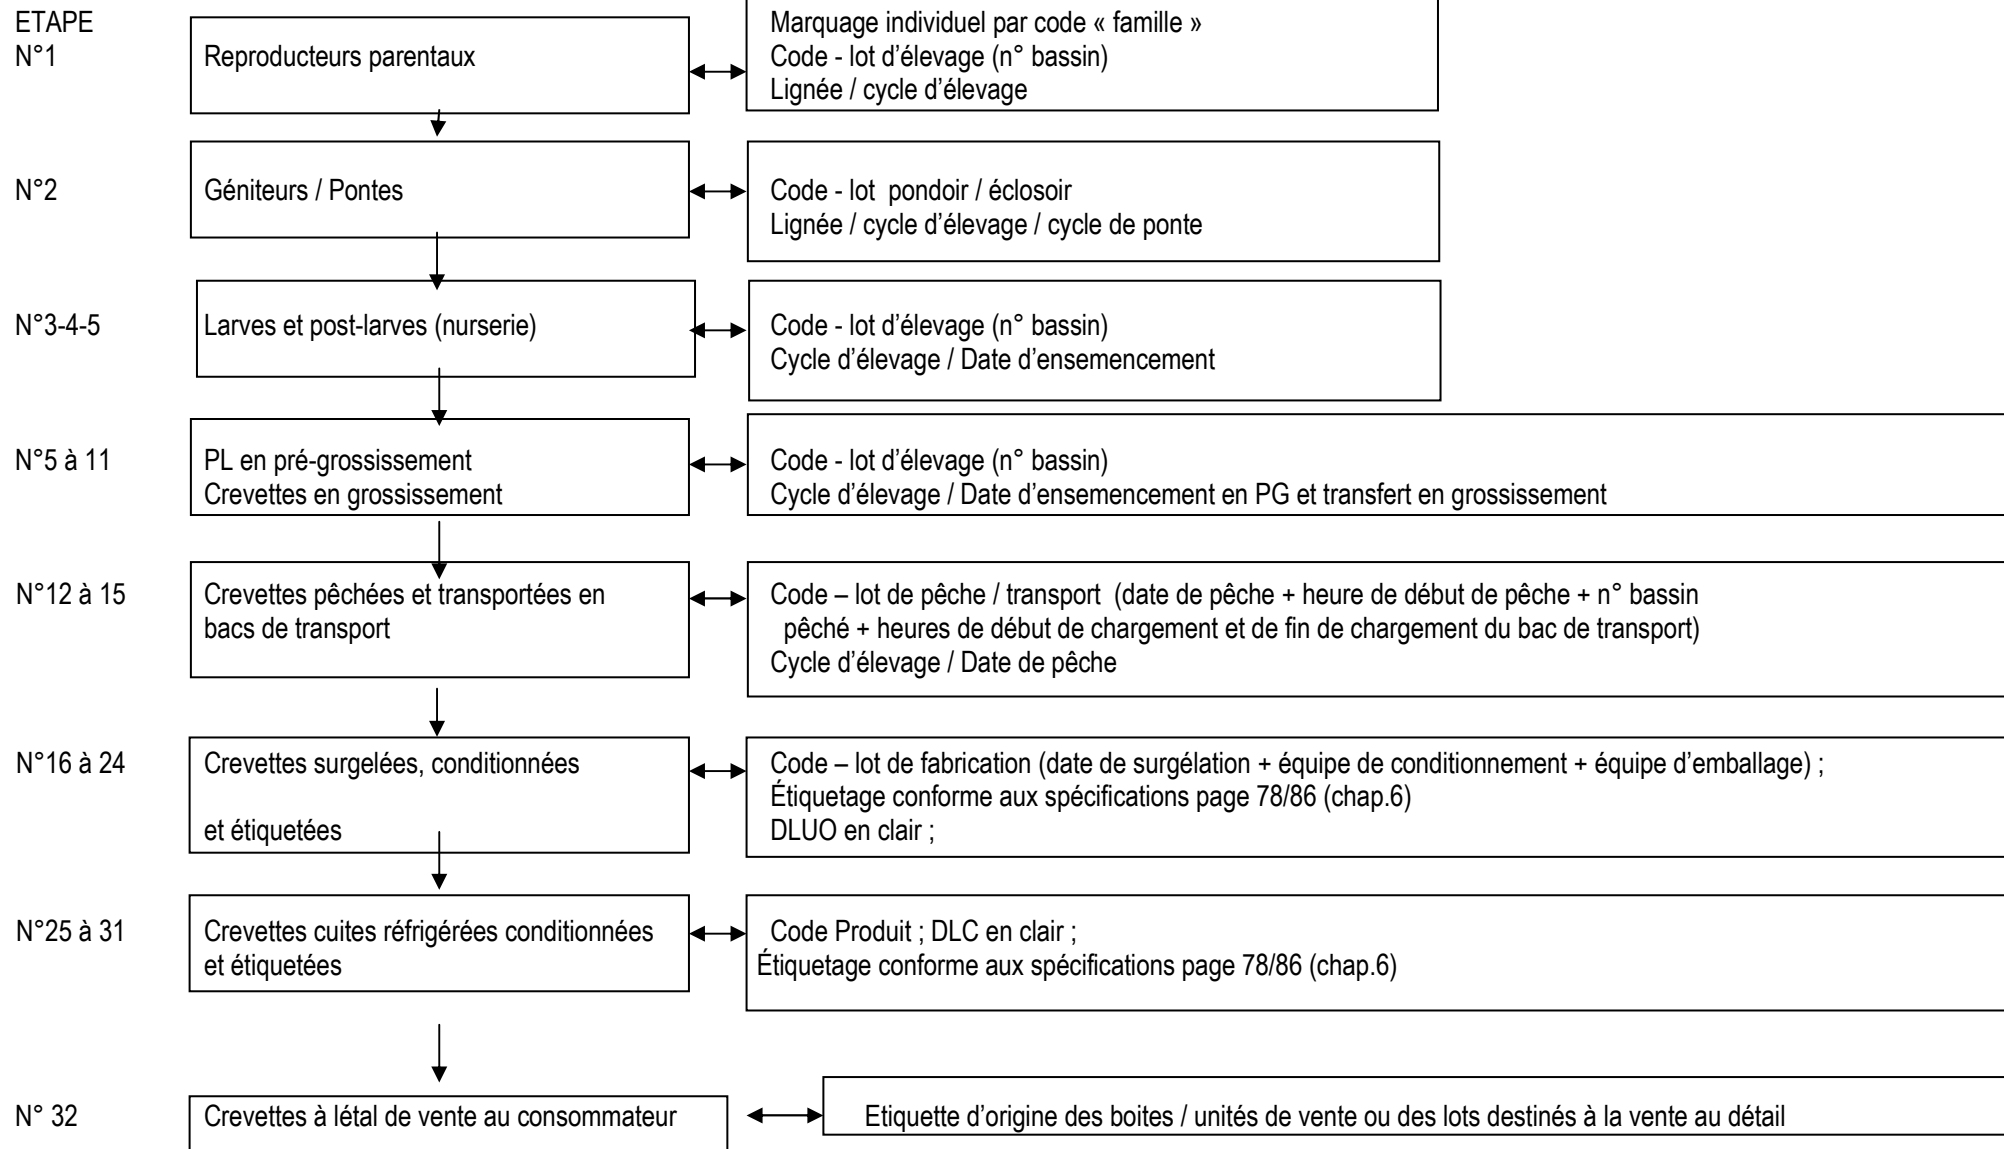 ETAPE
N°1
Reproducteurs parentaux
Marquage individuel par code « famille »
Code - lot d’élevage (n° bassin)
Lignée / cycle d’élevage
N°2
Géniteurs / Pontes
Code - lot pondoir / éclosoir
Lignée / cycle d’élevage / cycle de ponte
N°3-4-5
Larves et post-larves (nurserie)
Code - lot d’élevage (n° bassin)
Cycle d’élevage / Date d’ensemencement
N°5 à 11
PL en pré-grossissement
Crevettes en grossissement
Code - lot d’élevage (n° bassin)
Cycle d’élevage / Date d’ensemencement en PG et transfert en grossissement
N°12 à 15
Crevettes pêchées et transportées en
bacs de transport
Code – lot de pêche / transport (date de pêche + heure de début de pêche + n° bassin
pêché + heures de début de chargement et de fin de chargement du bac de transport)
Cycle d’élevage / Date de pêche
N°16 à 24
Crevettes surgelées, conditionnées
et étiquetées
Code – lot de fabrication (date de surgélation + équipe de conditionnement + équipe d’emballage) ;
Étiquetage conforme aux spécifications page 78/86 (chap.6)
DLUO en clair ;
N°25 à 31
Crevettes cuites réfrigérées conditionnées
et étiquetées
Code Produit ; DLC en clair ;
Étiquetage conforme aux spécifications page 78/86 (chap.6)
N° 32
Crevettes à létal de vente au consommateur
Etiquette d’origine des boites / unités de vente ou des lots destinés à la vente au détail